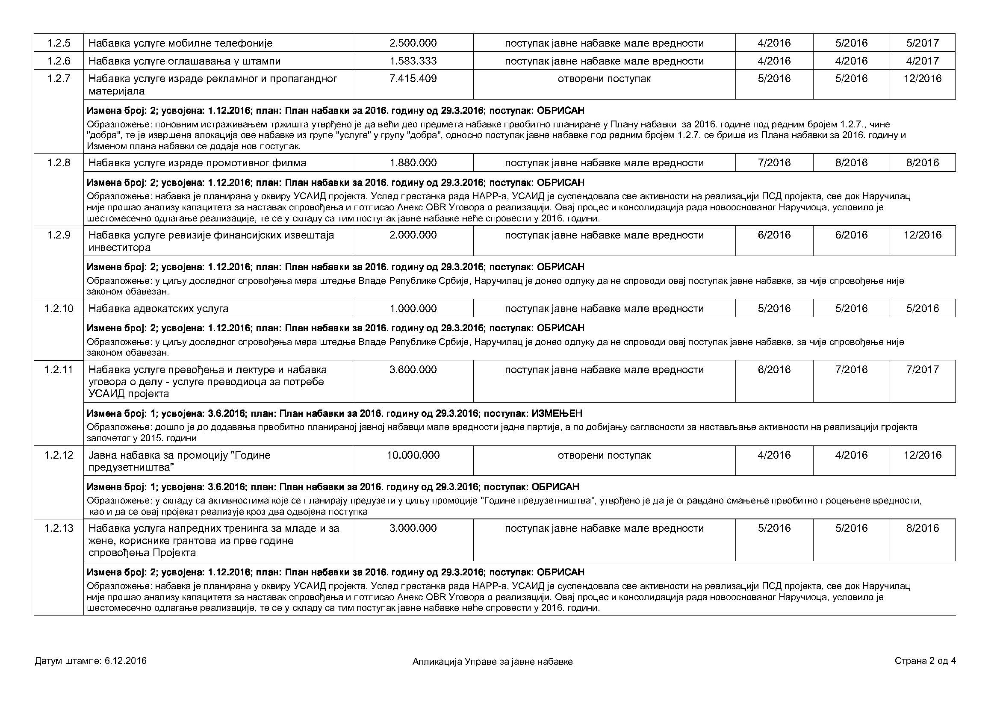 1.2.5 Набавка услуге мобилне телефоније 2.500.000 поступак јавне набавке мале вредности 4/2016 5/2016 5/2017
1.2.6 Набавка услуге оглашавања у штампи 1.583.333 поступак јавне набавке мале вредности 4/2016 4/2016 4/2017
1.2.7 Набавка услуге израде рекламног и пропагандног 7.415.409 отворени поступак 5/2016 5/2016 12/2016
материјала
Измена број: 2; усвојена: 1.12.2016; план: План набавки за 2016. годину од 29.3.2016; поступак: ОБРИСАН
Образложење: поновним истраживањем тржишта утврђено је да већи део предмета набавке првобитно планиране у Плану набавки за 2016. године под редним бројем 1.2.7., чине
"добра", те је извршена алокација ове набавке из групе "услуге" у групу "добра", односно поступак јавне набавке под редним бројем 1.2.7. се брише из Плана набавки за 2016. годину и
Изменом плана набавки се додаје нов поступак.
1.2.8 Набавка услуге израде промотивног филма 1.880.000 поступак јавне набавке мале вредности 7/2016 8/2016 8/2016
Измена број: 2; усвојена: 1.12.2016; план: План набавки за 2016. годину од 29.3.2016; поступак: ОБРИСАН
Образложење: набавка је планирана у оквиру УСАИД пројекта. Услед престанка рада НАРР-а, УСАИД је суспендовала све активности на реализацији ПСД пројекта, све док Наручилац
није прошао анализу капацитета за наставак спровођења и потписао Анекс OBR Уговора о реализацији. Овај процес и консолидација рада новооснованог Наручиоца, условило је
шестомесечно одлагање реализације, те се у складу са тим поступак јавне набавке неће спровести у 2016. години.
1.2.9 Набавка услуге ревизије финансијских извештаја 2.000.000 поступак јавне набавке мале вредности 6/2016 6/2016 12/2016
инвеститора
Измена број: 2; усвојена: 1.12.2016; план: План набавки за 2016. годину од 29.3.2016; поступак: ОБРИСАН
Образложење: у циљу доследног спровођења мера штедње Владе Републике Србије, Наручилац је донео одлуку да не спроводи овај поступак јавне набавке, за чије спровођење није
законом обавезан.
1.2.10 Набавка адвокатских услуга 1.000.000 поступак јавне набавке мале вредности 5/2016 5/2016 5/2016
Измена број: 2; усвојена: 1.12.2016; план: План набавки за 2016. годину од 29.3.2016; поступак: ОБРИСАН
Образложење: у циљу доследног спровођења мера штедње Владе Републике Србије, Наручилац је донео одлуку да не спроводи овај поступак јавне набавке, за чије спровођење није
законом обавезан.
1.2.11 Набавка услуге превођења и лектуре и набавка 3.600.000 поступак јавне набавке мале вредности 6/2016 7/2016 7/2017
уговора о делу - услуге преводиоца за потребе
УСАИД пројекта
Измена број: 1; усвојена: 3.6.2016; план: План набавки за 2016. годину од 29.3.2016; поступак: ИЗМЕЊЕН
Образложење: дошло је до додавања првобитно планираној јавној набавци мале вредности једне партије, а по добијању сагласности за настављање активности на реализацији пројекта
започетог у 2015. години
1.2.12 Јавна набавка за промоцију "Године 10.000.000 отворени поступак 4/2016 4/2016 12/2016
предузетништва"
Измена број: 1; усвојена: 3.6.2016; план: План набавки за 2016. годину од 29.3.2016; поступак: ОБРИСАН
Образложење: у складу са активностима које се планирају предузети у циљу промоције "Године предузетништва", утврђено је да је оправдано смањење првобитно процењене вредности,
као и да се овај пројекат реализује кроз два одвојена поступка
1.2.13 Набавка услуга напредних тренинга за младе и за 3.000.000 поступак јавне набавке мале вредности 5/2016 5/2016 8/2016
жене, кориснике грантова из прве године
спровођења Пројекта
Измена број: 2; усвојена: 1.12.2016; план: План набавки за 2016. годину од 29.3.2016; поступак: ОБРИСАН
Образложење: набавка је планирана у оквиру УСАИД пројекта. Услед престанка рада НАРР-а, УСАИД је суспендовала све активности на реализацији ПСД пројекта, све док Наручилац
није прошао анализу капацитета за наставак спровођења и потписао Анекс OBR Уговора о реализацији. Овај процес и консолидација рада новооснованог Наручиоца, условило је
шестомесечно одлагање реализације, те се у складу са тим поступак јавне набавке неће спровести у 2016. години.
Датум штампе: 6.12.2016 Апликација Управе за јавне набавке Страна 2 од 4